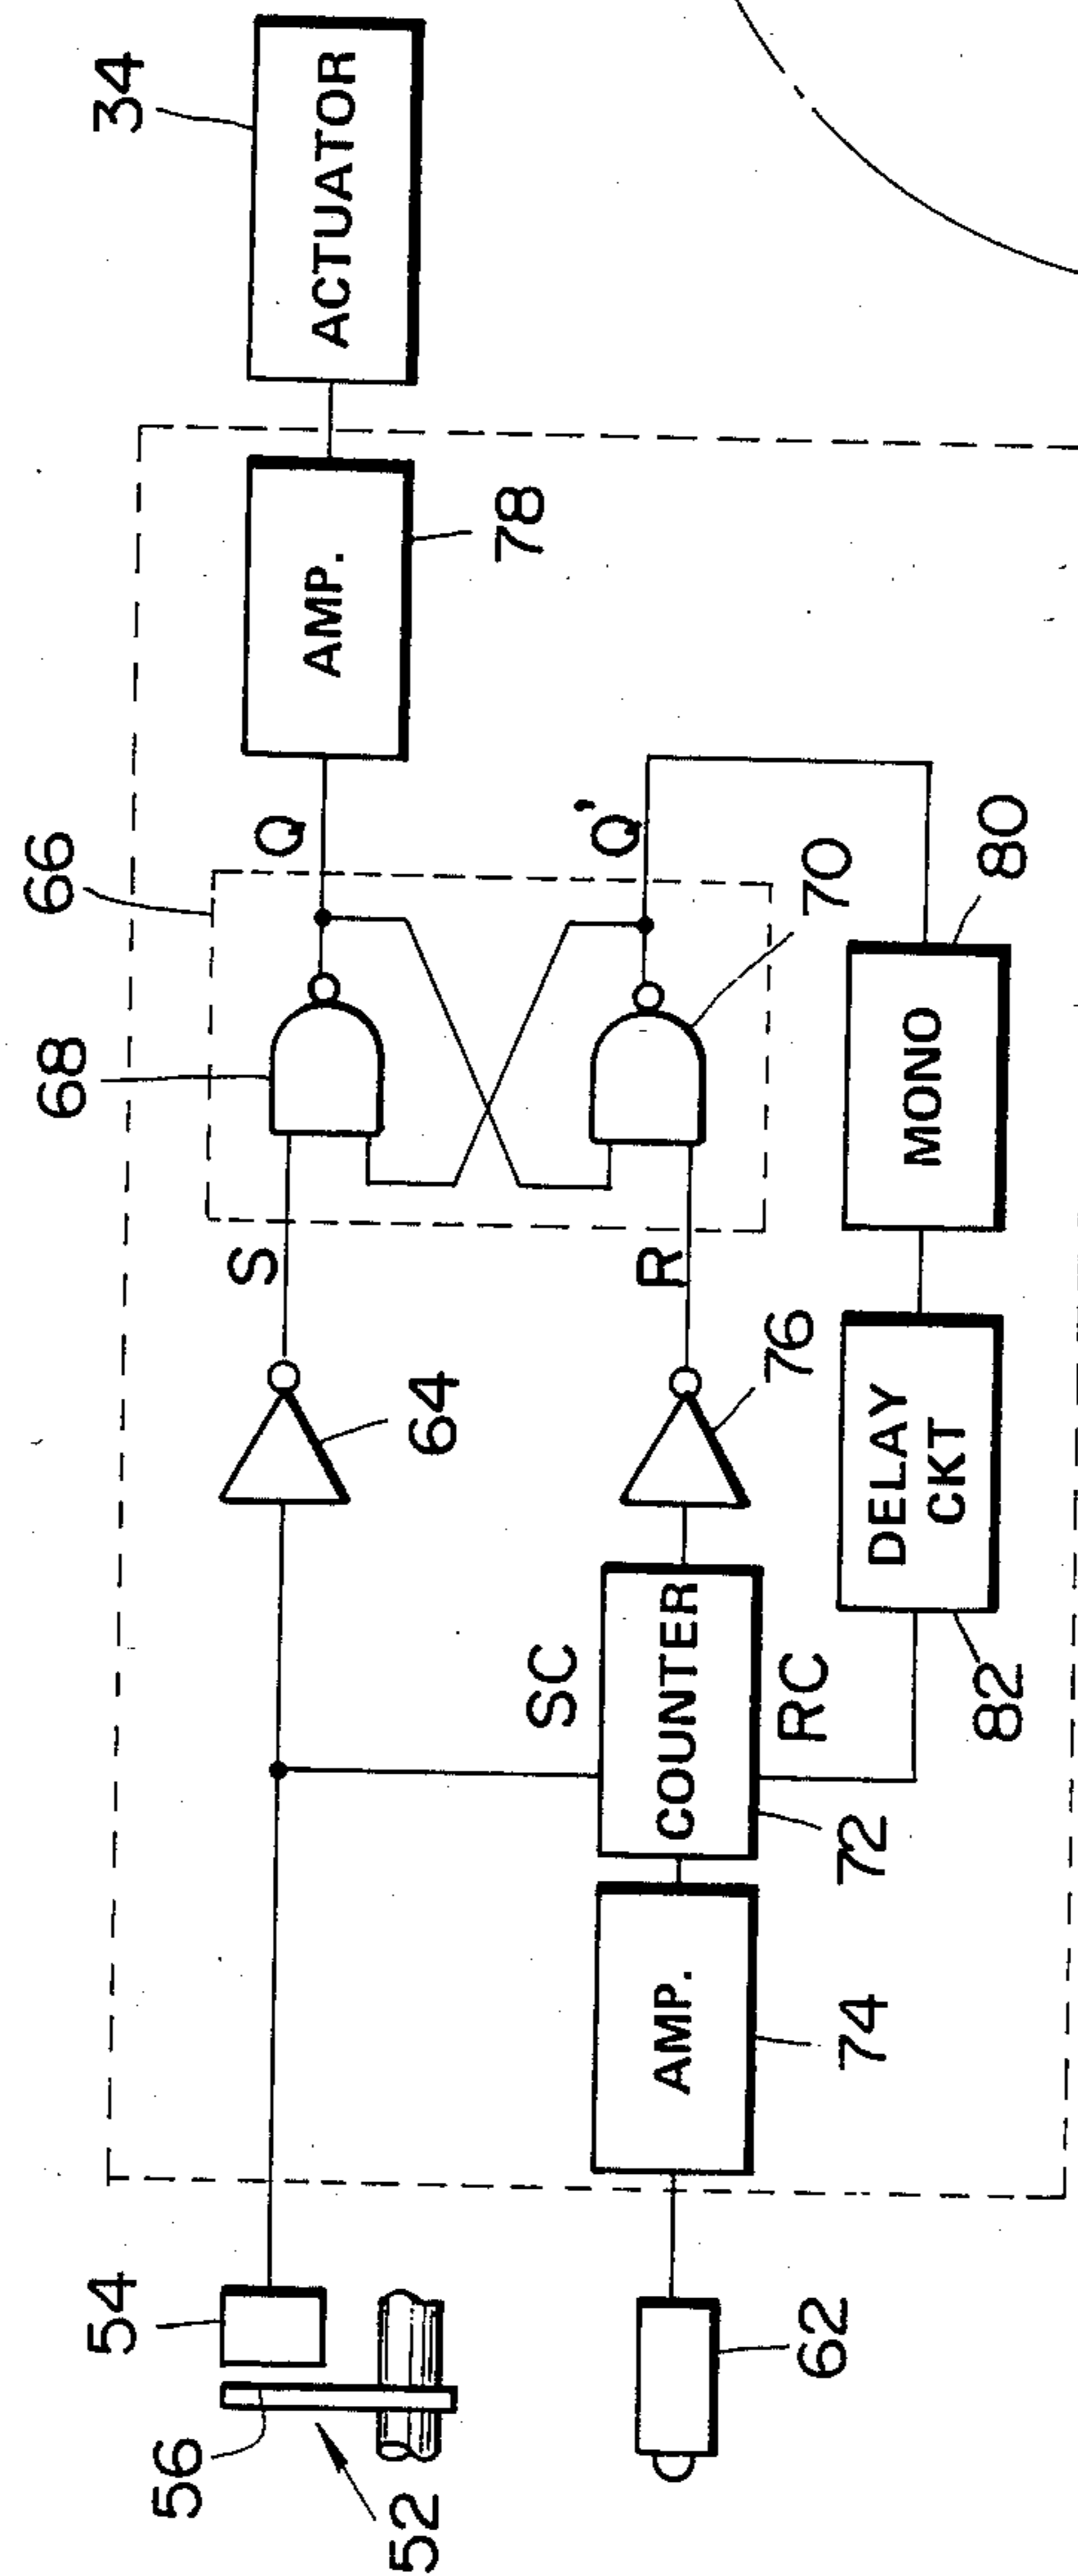 34
ACTUATOR
AMP.
78
66
Q
Q'
68
70
80
MONO
S
R
64
76
DELAY
CKT
82
SC
COUNTER
RC
72
AMP.
74
54
56
52
62